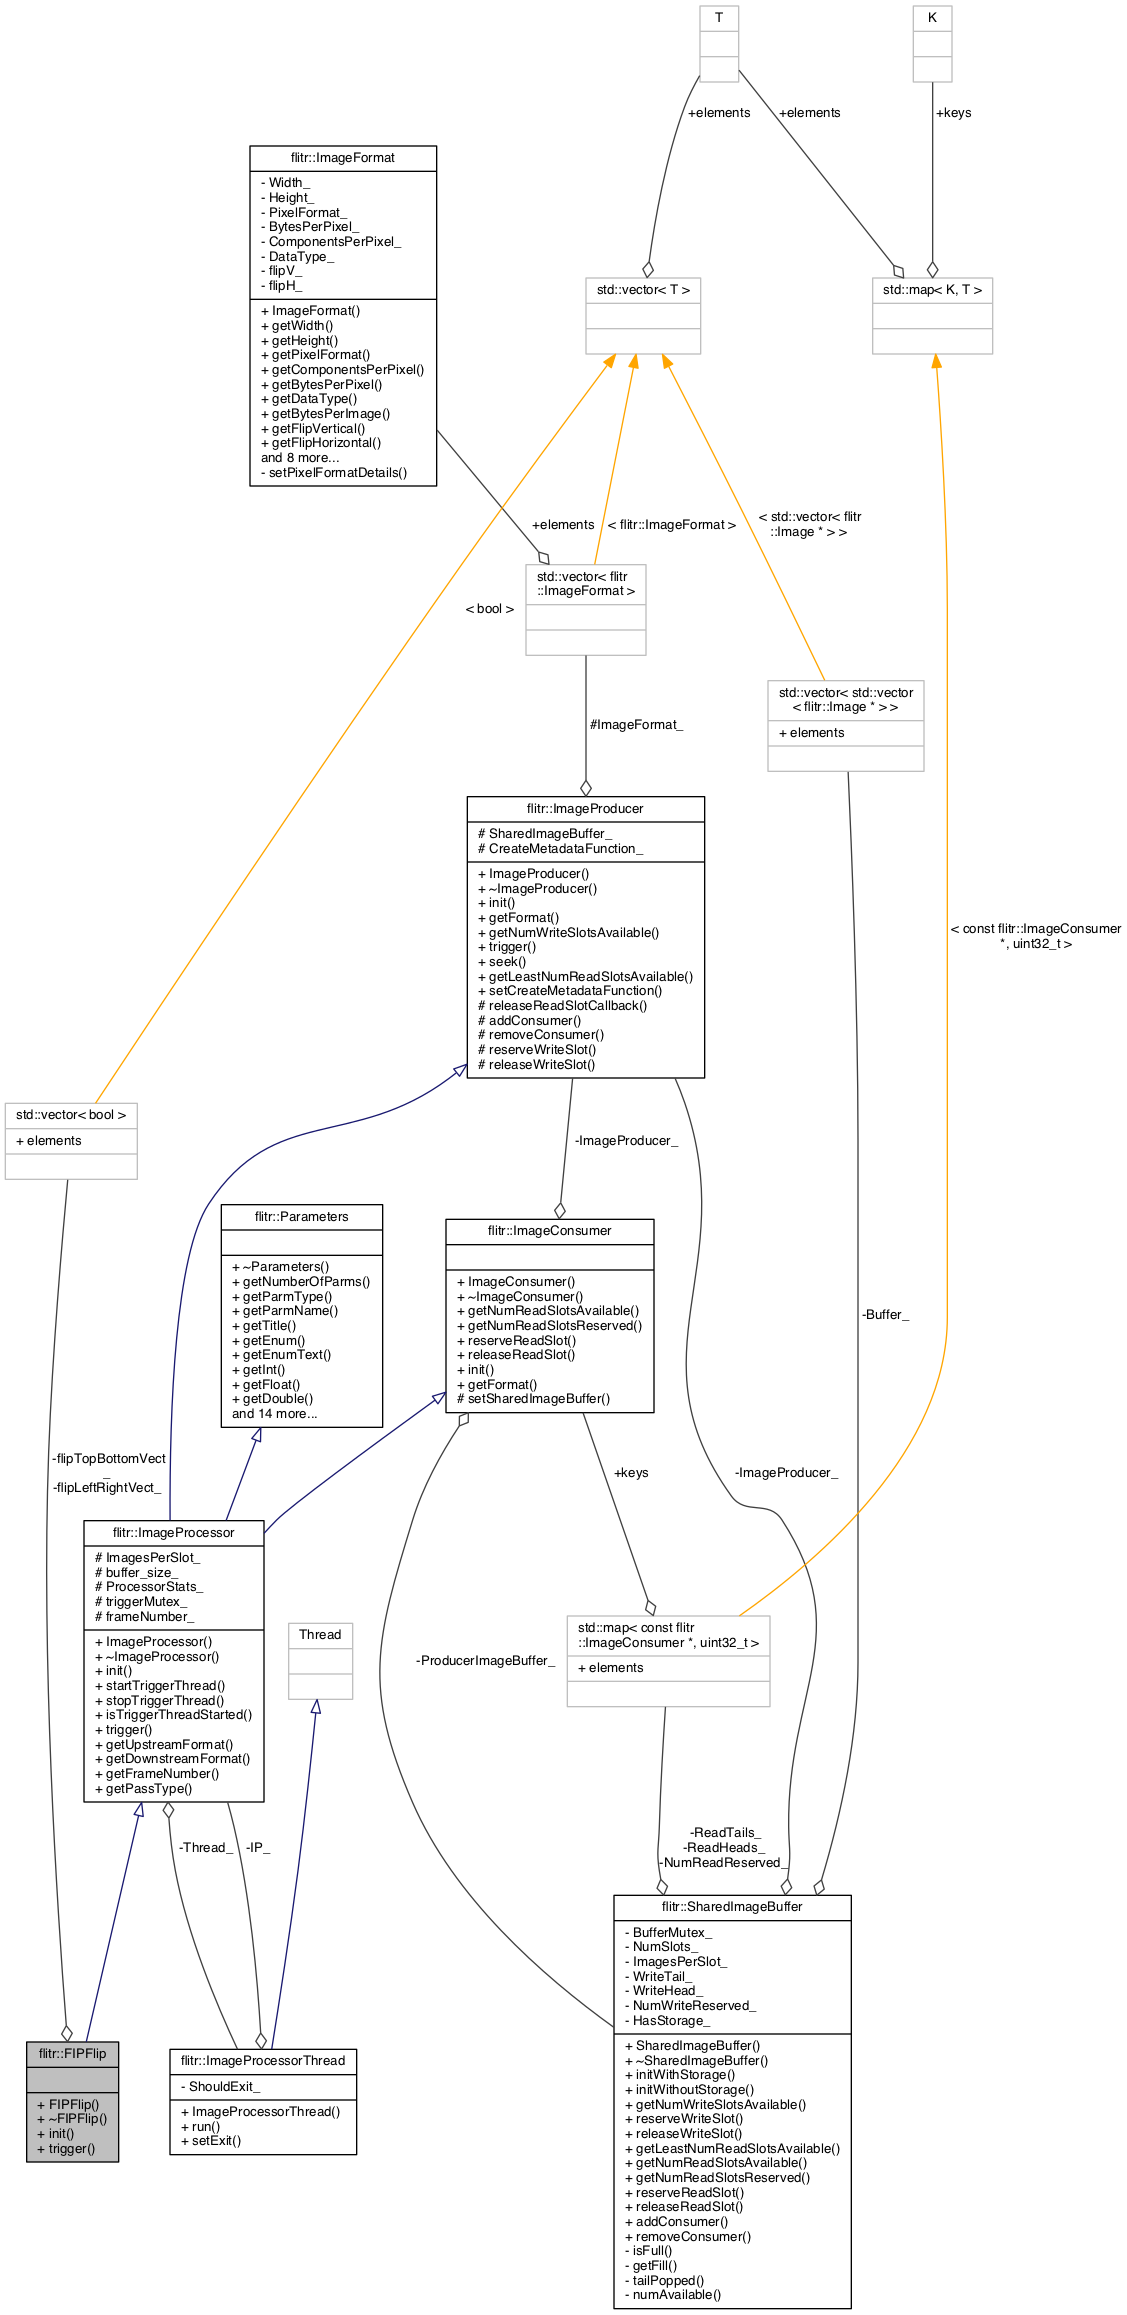 T
K
+elements
+elements
+keys
flitr::ImageFormat
- Width_
- Height_
- PixelFormat_
- BytesPerPixel_
- ComponentsPerPixel_
- DataType_
- flipV_
- flipH_
+ ImageFormat()
+ getWidth()
+ getHeight()
+ getPixelFormat()
+ getComponentsPerPixel()
+ getBytesPerPixel()
+ getDataType()
+ getBytesPerImage()
+ getFlipVertical()
+ getFlipHorizontal()
and 8 more...
- setPixelFormatDetails()
std::vector< T >
std::map< K, T >
+elements
< flitr::ImageFormat >
< std::vector< flitr
::Image * > >
std::vector< flitr
::ImageFormat >
< bool >
std::vector< std::vector
< flitr::Image * > >
+ elements
#ImageFormat_
flitr::ImageProducer
# SharedImageBuffer_
# CreateMetadataFunction_
+ ImageProducer()
+ ~ImageProducer()
+ init()
+ getFormat()
+ getNumWriteSlotsAvailable()
+ trigger()
+ seek()
+ getLeastNumReadSlotsAvailable()
+ setCreateMetadataFunction()
# releaseReadSlotCallback()
# addConsumer()
# removeConsumer()
# reserveWriteSlot()
# releaseWriteSlot()
< const flitr::ImageConsumer
*, uint32_t >
std::vector< bool >
+ elements
-ImageProducer_
flitr::Parameters
+ ~Parameters()
+ getNumberOfParms()
+ getParmType()
+ getParmName()
+ getTitle()
+ getEnum()
+ getEnumText()
+ getInt()
+ getFloat()
+ getDouble()
and 14 more...
flitr::ImageConsumer
+ ImageConsumer()
+ ~ImageConsumer()
+ getNumReadSlotsAvailable()
+ getNumReadSlotsReserved()
+ reserveReadSlot()
+ releaseReadSlot()
+ init()
+ getFormat()
# setSharedImageBuffer()
-Buffer_
-flipTopBottomVect
_
-flipLeftRightVect_
+keys
-ImageProducer_
flitr::ImageProcessor
# ImagesPerSlot_
# buffer_size_
# ProcessorStats_
# triggerMutex_
# frameNumber_
+ ImageProcessor()
+ ~ImageProcessor()
+ init()
+ startTriggerThread()
+ stopTriggerThread()
+ isTriggerThreadStarted()
+ trigger()
+ getUpstreamFormat()
+ getDownstreamFormat()
+ getFrameNumber()
+ getPassType()
Thread
-ProducerImageBuffer_
std::map< const flitr
::ImageConsumer *, uint32_t >
+ elements
-Thread_
-IP_
-ReadTails_
-ReadHeads_
-NumReadReserved_
flitr::FIPFlip
+ FIPFlip()
+ ~FIPFlip()
+ init()
+ trigger()
flitr::ImageProcessorThread
- ShouldExit_
+ ImageProcessorThread()
+ run()
+ setExit()
flitr::SharedImageBuffer
- BufferMutex_
- NumSlots_
- ImagesPerSlot_
- WriteTail_
- WriteHead_
- NumWriteReserved_
- HasStorage_
+ SharedImageBuffer()
+ ~SharedImageBuffer()
+ initWithStorage()
+ initWithoutStorage()
+ getNumWriteSlotsAvailable()
+ reserveWriteSlot()
+ releaseWriteSlot()
+ getLeastNumReadSlotsAvailable()
+ getNumReadSlotsAvailable()
+ getNumReadSlotsReserved()
+ reserveReadSlot()
+ releaseReadSlot()
+ addConsumer()
+ removeConsumer()
- isFull()
- getFill()
- tailPopped()
- numAvailable()